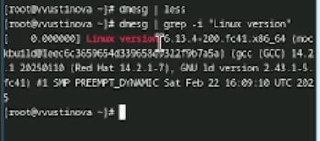 [root@vvustinova ~]# dmesg | less
[root@vvustinova ~]# dmesg | grep -i "Linux version"
[    0.000000] Linux version 6.13.4-200.fc41.x86_64 (moc
(gcc (GCC) 14.2
.1 20250110 (Red Hat 14.2.1-7), GNU ld version 2.43.1-5.
fc41) #1 SMP PREEMPT_DYNAMIC Sat Feb 22 16:09:10 UTC 202
5
[root@vvustinova ~]#